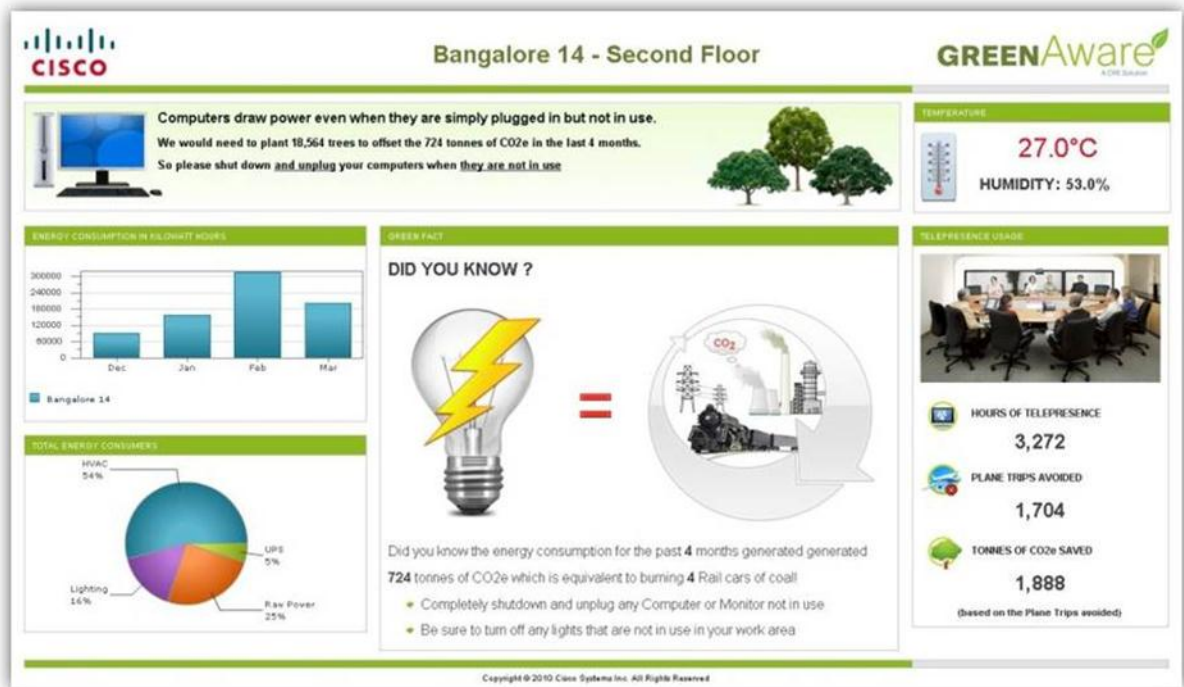 CISCO
Bangalore 14 - Second Floor
GREENAware
Computers draw power even when they are simply plugged in but not in use.
We would need to plant 18,564 trees to offset the 724 tonnes of CO2e in the last 4 months.
So please shut down and unplug your computers when they are not in use
TEMPERATURE
27.0°C
HUMIDITY: 53.0%
ENERGY CONSUMPTION IN KILOWATT HOURS
300000
240000
180000
120000
60000
0
Dec Jan Feb Mar
Bangalore 14
TOTAL ENERGY CONSUMERS
HVAC
54%
UPS
5%
Lighting
16%
Raw Power
25%
GREEN FACT
DID YOU KNOW ?
CO2
=
Did you know the energy consumption for the past 4 months generated generated
724 tonnes of CO2e which is equivalent to burning 4 Rail cars of coal!
Completely shutdown and unplug any Computer or Monitor not in use
Be sure to turn off any lights that are not in use in your work area
TELEPRESENCE USAGE
HOURS OF TELEPRESENCE
3,272
PLANE TRIPS AVOIDED
1,704
TONNES OF CO2e SAVED
1,888
(based on the Plane Trips avoided)
Copyright © 2010 Cisco Systems Inc. All Rights Reserved